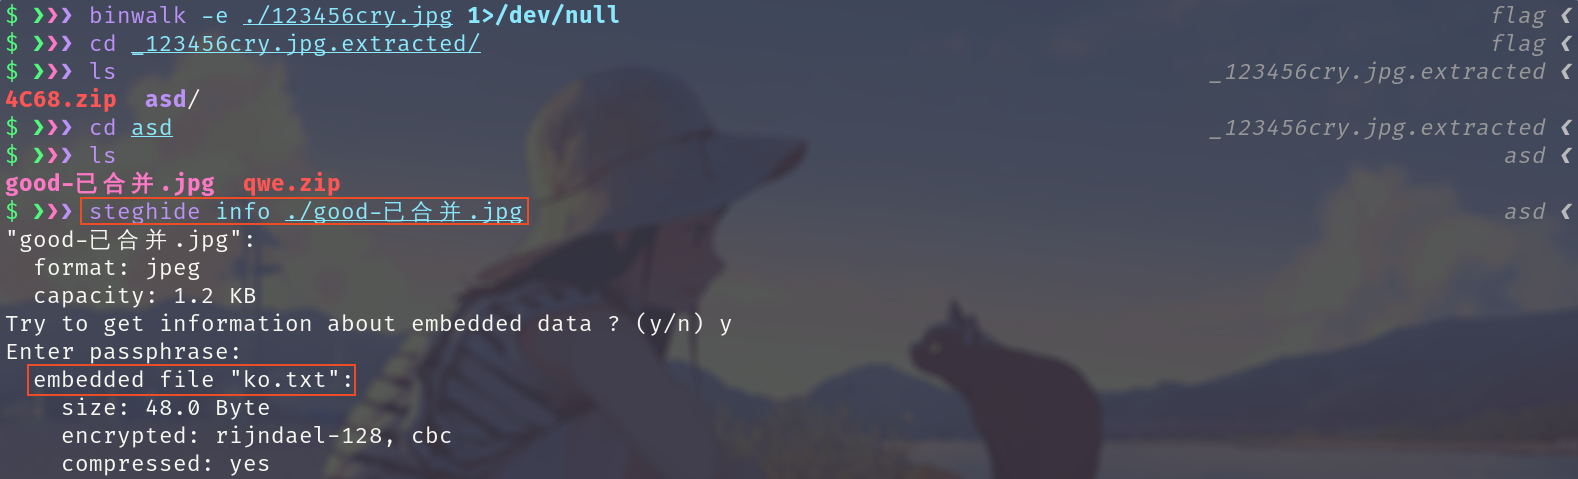 $ ❯❯❯ binwalk -e ./123456cry.jpg 1>/dev/null flag ❮
$ ❯❯❯ cd _123456cry.jpg.extracted/ flag ❮
$ ❯❯❯ ls _123456cry.jpg.extracted ❮
4C68.zip asd/
$ ❯❯❯ cd asd _123456cry.jpg.extracted ❮
$ ❯❯❯ ls asd ❮
good-已合并.jpg qwe.zip
$ ❯❯❯ steghide info ./good-已合并.jpg asd ❮
"good-已合并.jpg":
format: jpeg
capacity: 1.2 KB
Try to get information about embedded data ? (y/n) y
Enter passphrase:
embedded file "ko.txt":
size: 48.0 Byte
encrypted: rijndael-128, cbc
compressed: yes